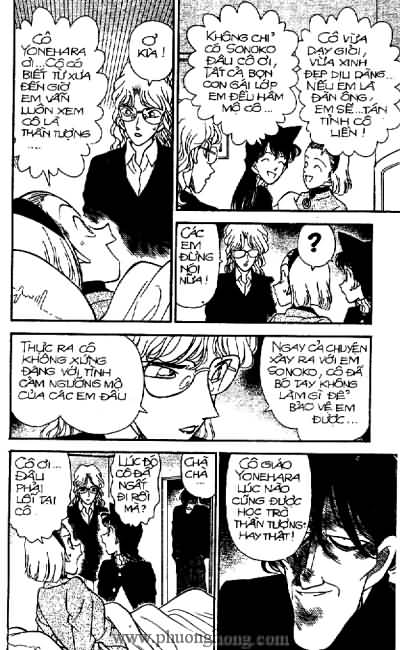 CÔ
YONEHARA
ƠI... CÔ CÓ
BIẾT TỪ XƯA
ĐẾN GIỜ
EM VẪN
LUÔN XEM
CÔ LÀ
THẦN TƯỢNG
....
Ơ
KÌA!
KHÔNG CHỈ
CÓ SONOKO
ĐÂU CÔ ƠI,
TẤT CẢ BỌN
CON GÁI LỚP
EM ĐỀU HÂM
MỘ CÔ...
CÔ VỪA
DẠY GIỎI,
VỪA XINH
ĐẸP DỊU DÀNG...
NẾU EM LÀ
ĐÀN ÔNG,
EM SẼ...TÁN
TỈNH CÔ
LIỀN!
CÁC
EM
ĐỪNG
NÓI
NỮA!
?
THỰC RA CÔ
KHÔNG XỨNG
ĐÁNG VỚI TÌNH
CẢM NGƯỠNG MỘ
CỦA CÁC EM ĐÂU
NGAY CẢ CHUYỆN
XẢY RA VỚI EM
SONOKO, CÔ ĐÃ
BÓ TAY KHÔNG
LÀM GÌ ĐỂ
BẢO VỆ EM
ĐƯỢC...
CÔ ƠI...
ĐÂU
PHẢI
LỖI TẠI
CÔ
LÚC ĐÓ
CÔ ĐÃ
NGẤT
ĐI RỒI
MÀ?
CHÀ
CHÀ...
CÔ GIÁO
YONEHARA
LÚC NÀO
CŨNG ĐƯỢC
HỌC TRÒ
THẦN TƯỢNG
HAY THẬT!
www.phuonghong.com